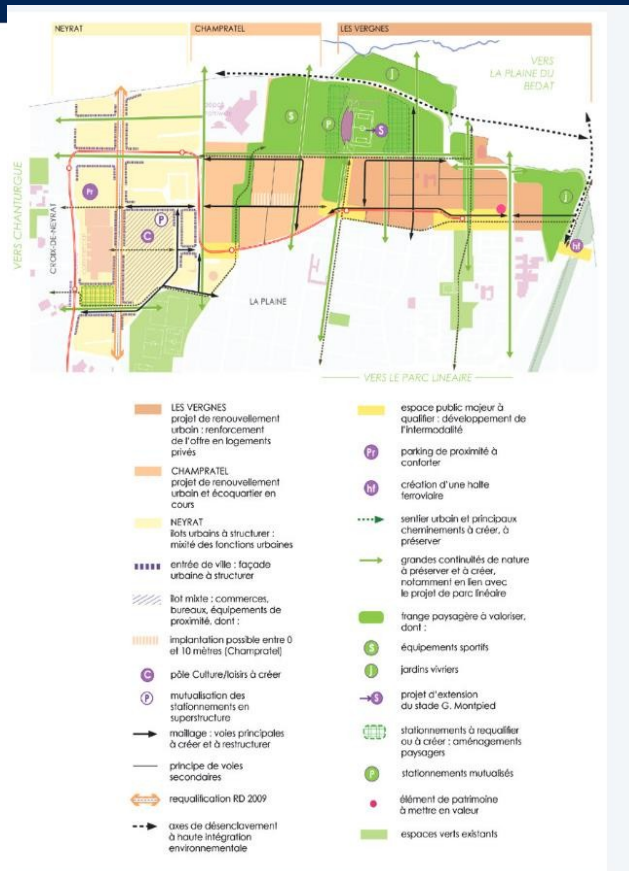 NEYRAT
CHAMPRATEL
LES VERGNES
VERS
LA PLAINE DU
BEDAT
J
S
P
S
VERS CHANTURGUE
CROIX-DE-NEYRAT
Pr
P
C
J
hf
LA PLAINE
VERS LE PARC LINEAIRE
LES VERGNES
projet de renouvellement
urbain : renforcement
de l'offre en logements
privés
CHAMPRATEL
projet de renouvellement
urbain et écoquartier en
cours
NEYRAT
îlots urbains à structurer :
mixité des fonctions urbaines
entrée de ville : façade
urbaine à structurer
îlot mixte : commerces,
bureaux, équipements de
proximité, dont :
implantation possible entre 0
et 10 mètres (Champratel)
C
pôle Culture/loisirs à créer
P
mutualisation des
stationnements en
superstructure
maillage : voies principales
à créer et à restructurer
principe de voies
secondaires
requalification RD 2009
axes de désenclavement
à haute intégration
environnementale
espace public majeur à
qualifier : développement de
l'intermodalité
Pr
parking de proximité à
conforter
hf
création d'une halte
ferroviaire
sentier urbain et principaux
cheminements à créer, à
préserver
grandes continuités de nature
à préserver et à créer,
notamment en lien avec
le projet de parc linéaire
frange paysagère à valoriser,
dont :
S
équipements sportifs
J
jardins vivriers
S
projet d'extension
du stade G. Montpied
stationnements à requalifier
ou à créer : aménagements
paysagers
P
stationnements mutualisés
élément de patrimoine
à mettre en valeur
espaces verts existants